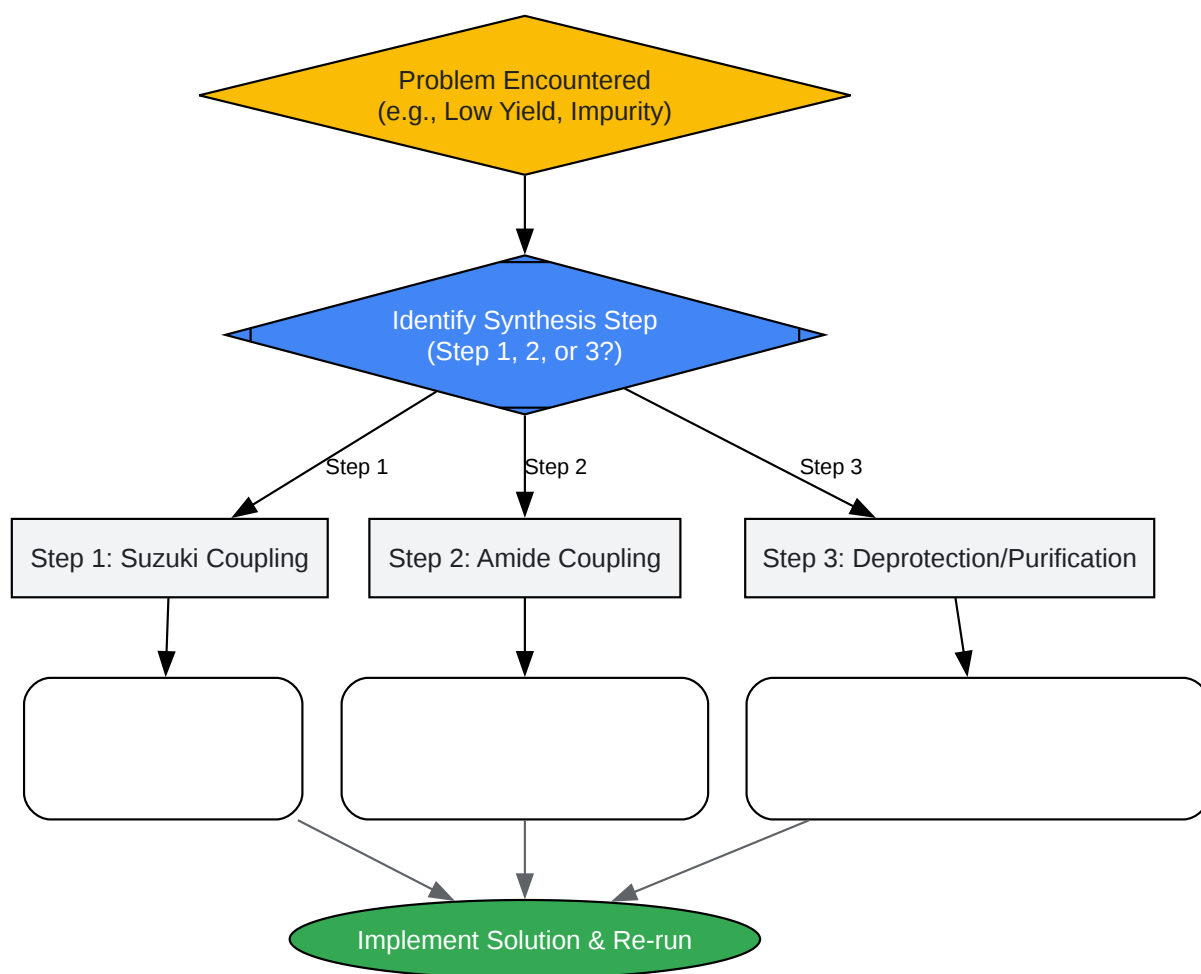 Problem Encountered
(e.g., Low Yield, Impurity)
Identify Synthesis Step
(Step 1, 2, or 3?)
Step 1
Step 2
Step 3
Step 1: Suzuki Coupling
Step 2: Amide Coupling
Step 3: Deprotection/Purification
Implement Solution & Re-run